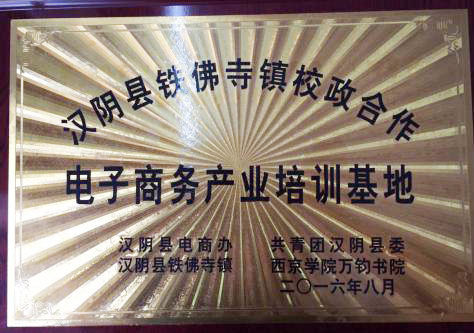 汉阴县铁佛寺镇校政合作
电子商务产业培训基地
汉阴县电商办 共青团汉阴县委
汉阴县铁佛寺镇 西京学院万钧书院
二〇一六年八月